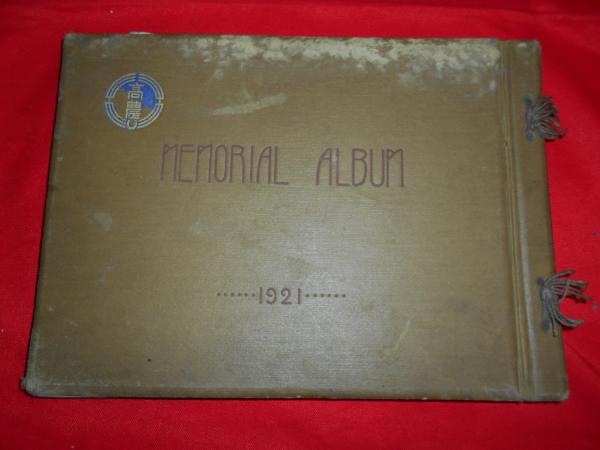 高農
MEMORIAL ALBUM
......1921......